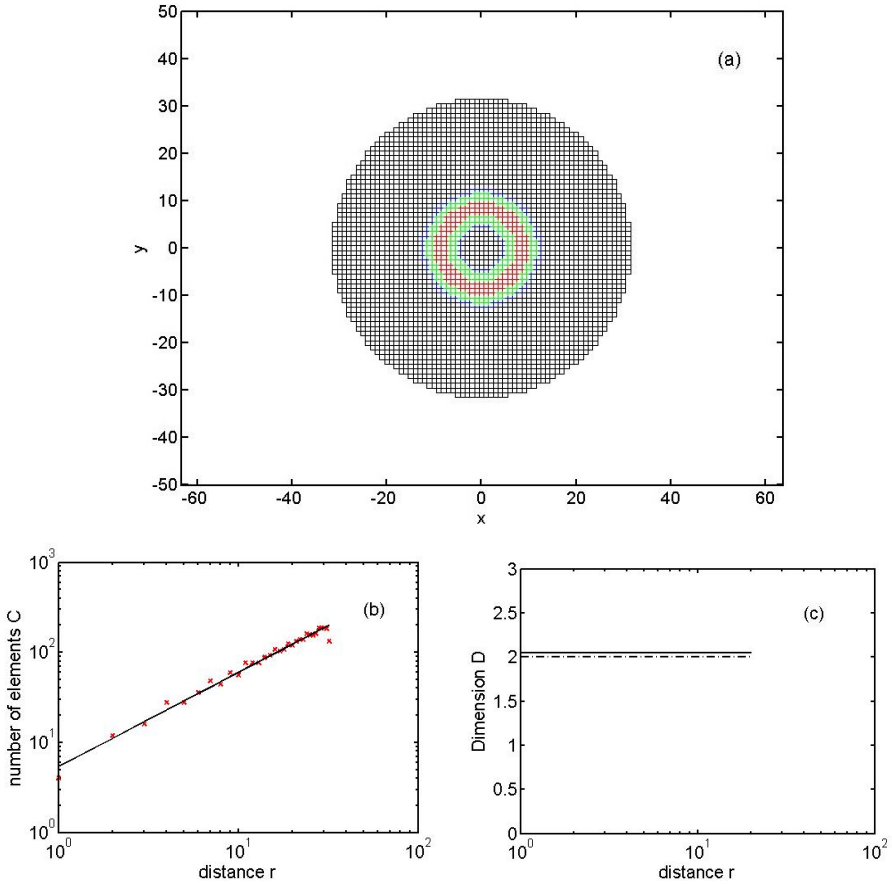 50
40
(a)
30
20
10
y
0
-10
-20
-30
-40
-50
-60 -40 -20 0 20 40 60
x
10^3
number of elements C
(b)
10^2
10^1
10^0
10^0 10^1 10^2
distance r
3
Dimension D
(c)
2.5
2
1.5
1
0.5
0
10^0 10^1 10^2
distance r